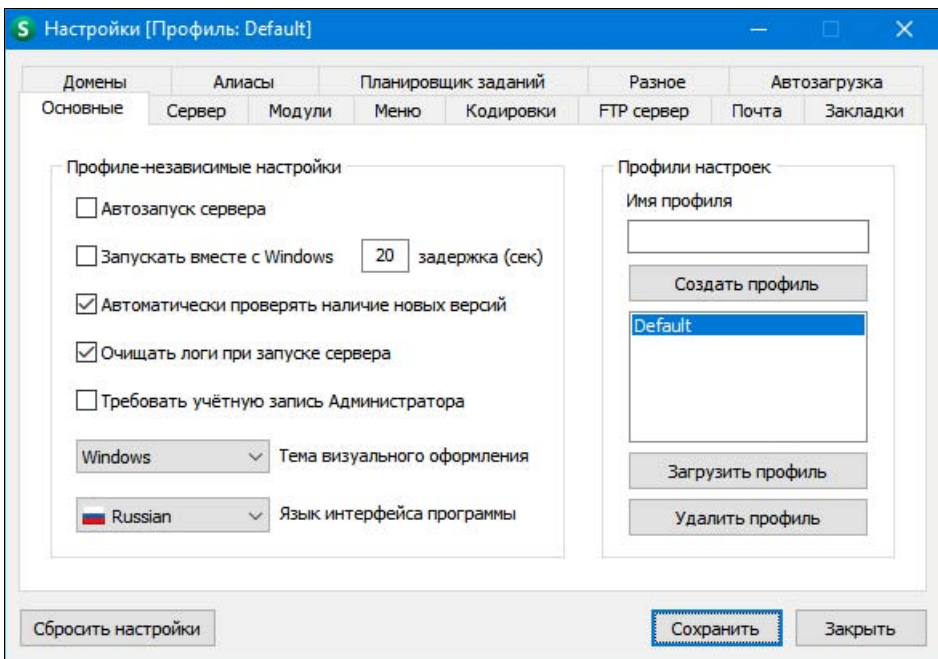 S Настройки [Профиль: Default]
Домены Алиасы Планировщик заданий Разное Автозагрузка
Основные Сервер Модули Меню Кодировки FTP сервер Почта Закладки
Профиле-независимые настройки
Автозапуск сервера
Запускать вместе с Windows 20 задержка (сек)
Автоматически проверять наличие новых версий
Очищать логи при запуске сервера
Требовать учётную запись Администратора
Windows Тема визуального оформления
Russian Язык интерфейса программы
Профили настроек
Имя профиля
Создать профиль
Default
Загрузить профиль
Удалить профиль
Сбросить настройки Сохранить Закрыть